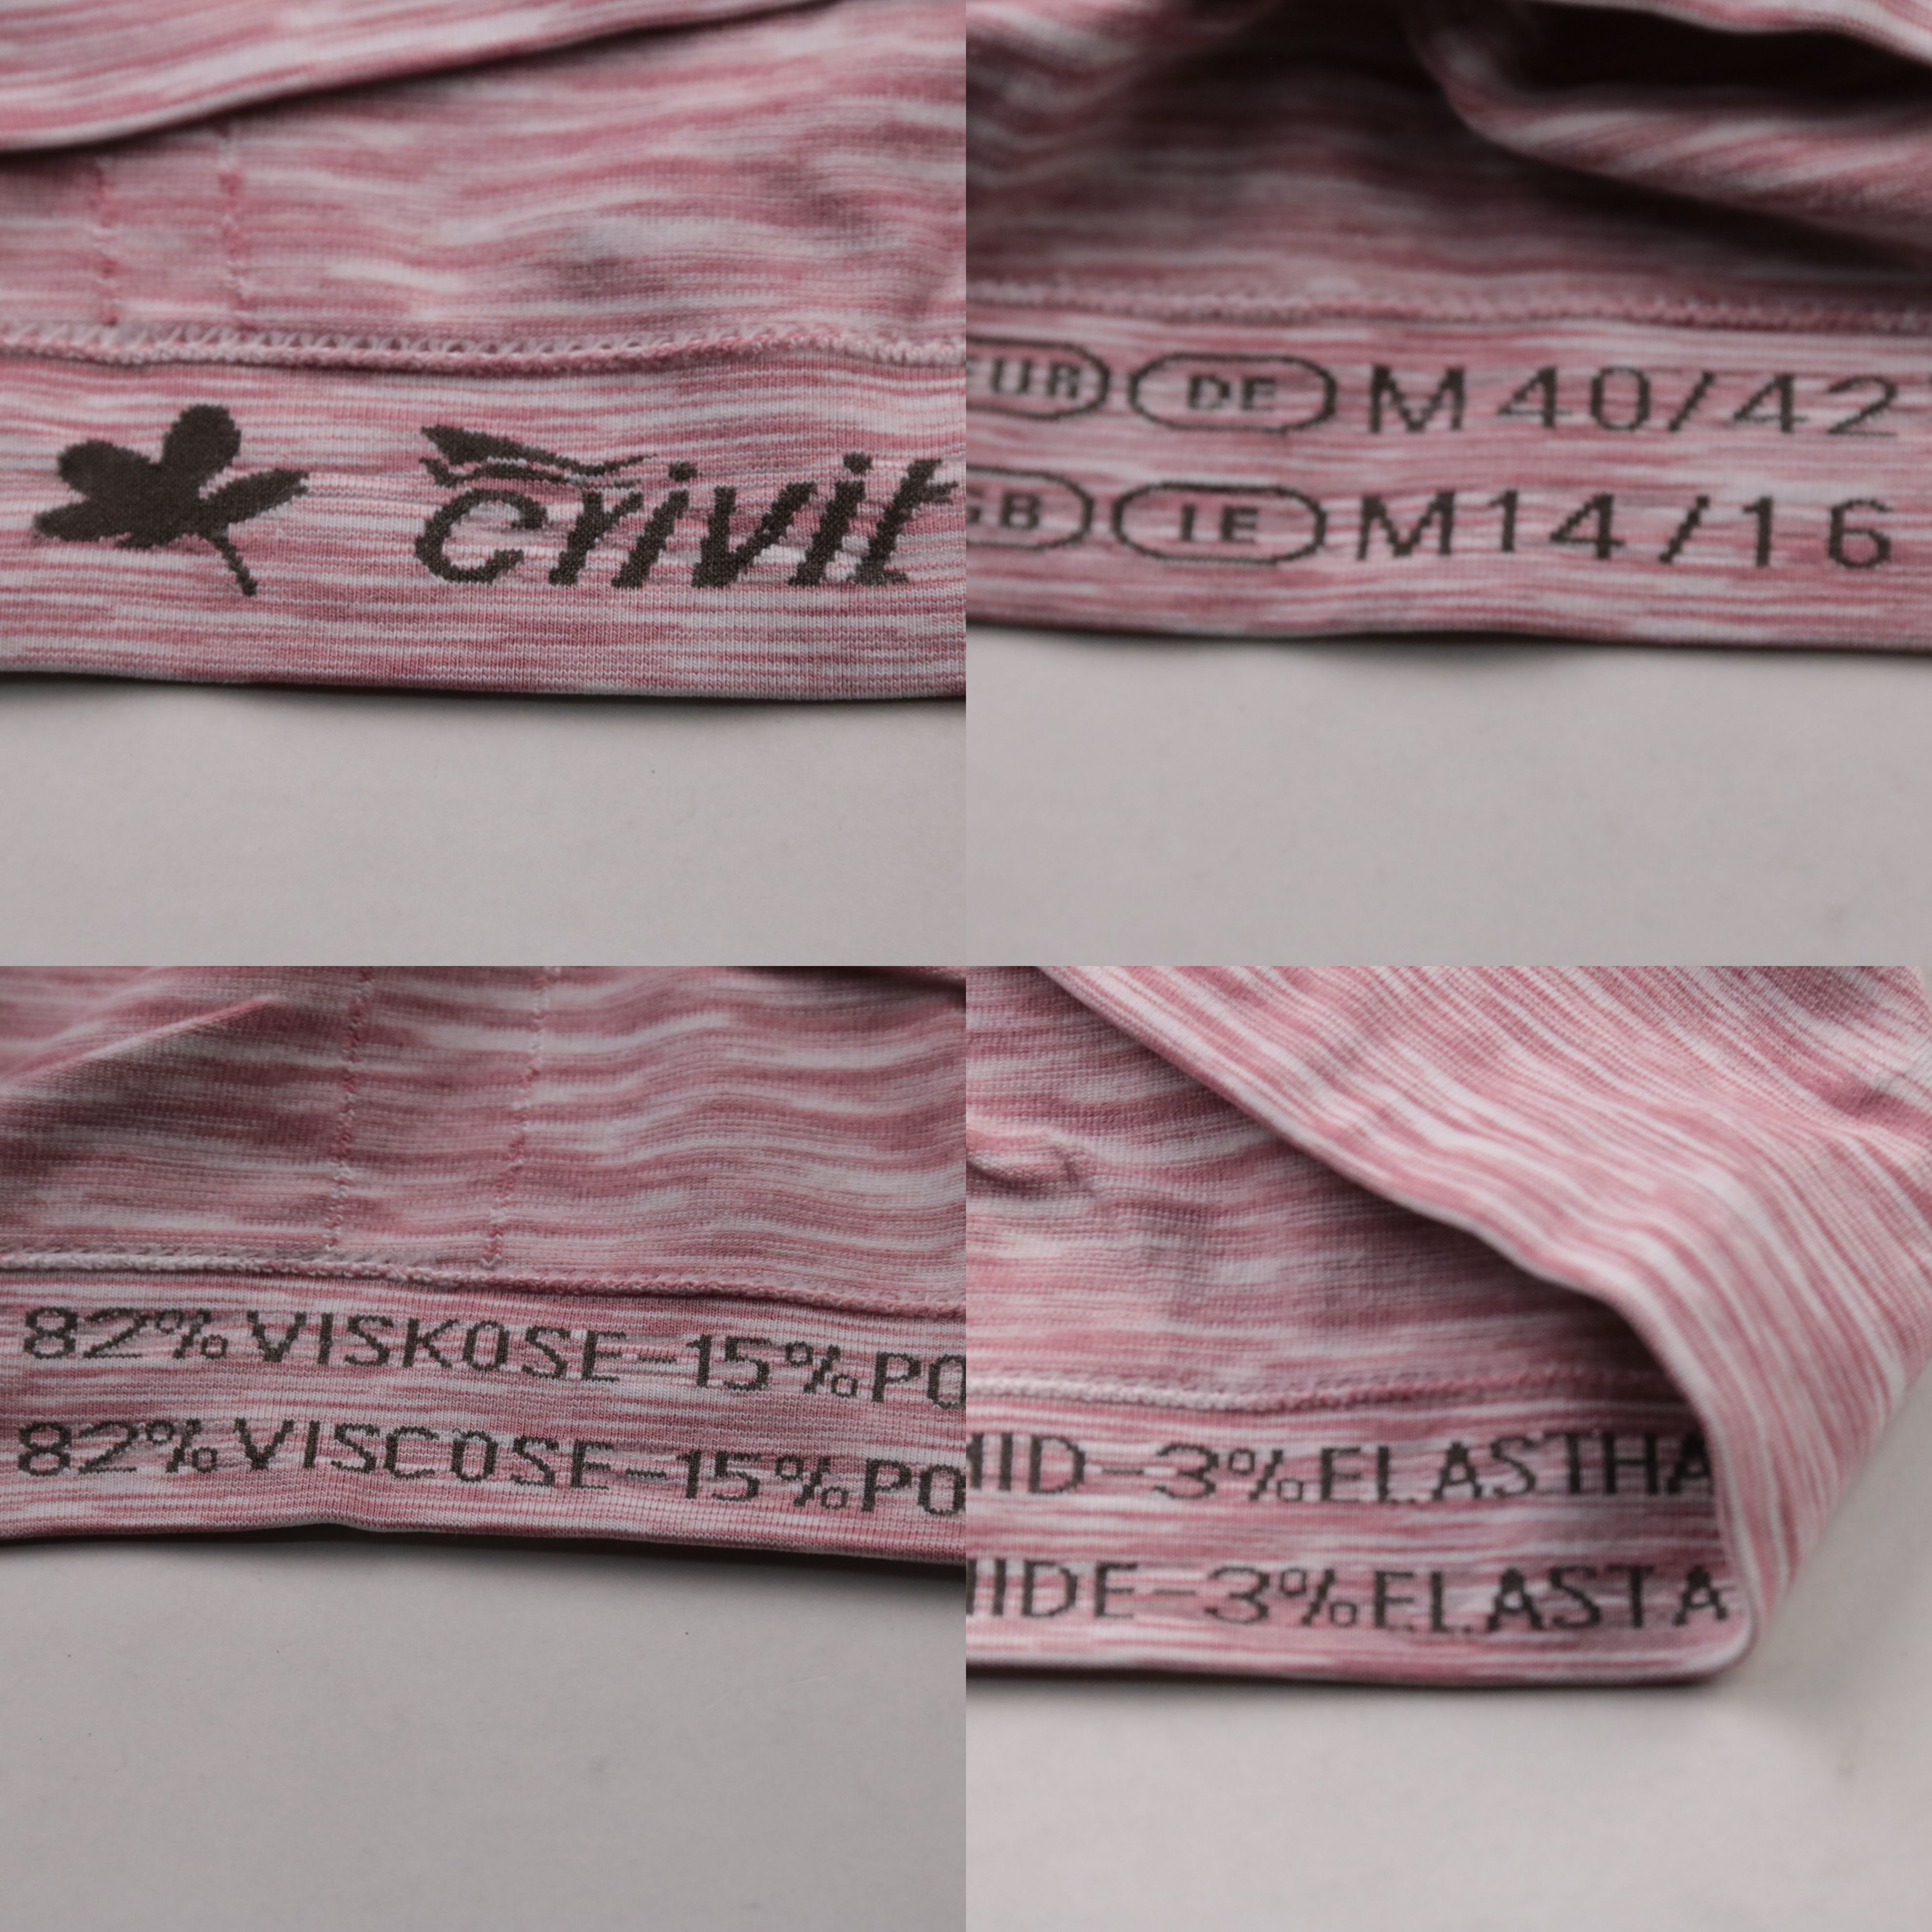 crivit
EUR DE M 40/42
GB IE M 14/16
82% VISKOSE-15% PO
82% VISCOSE-15% PO
MID-3% ELASTHA
MIDE-3% ELASTA